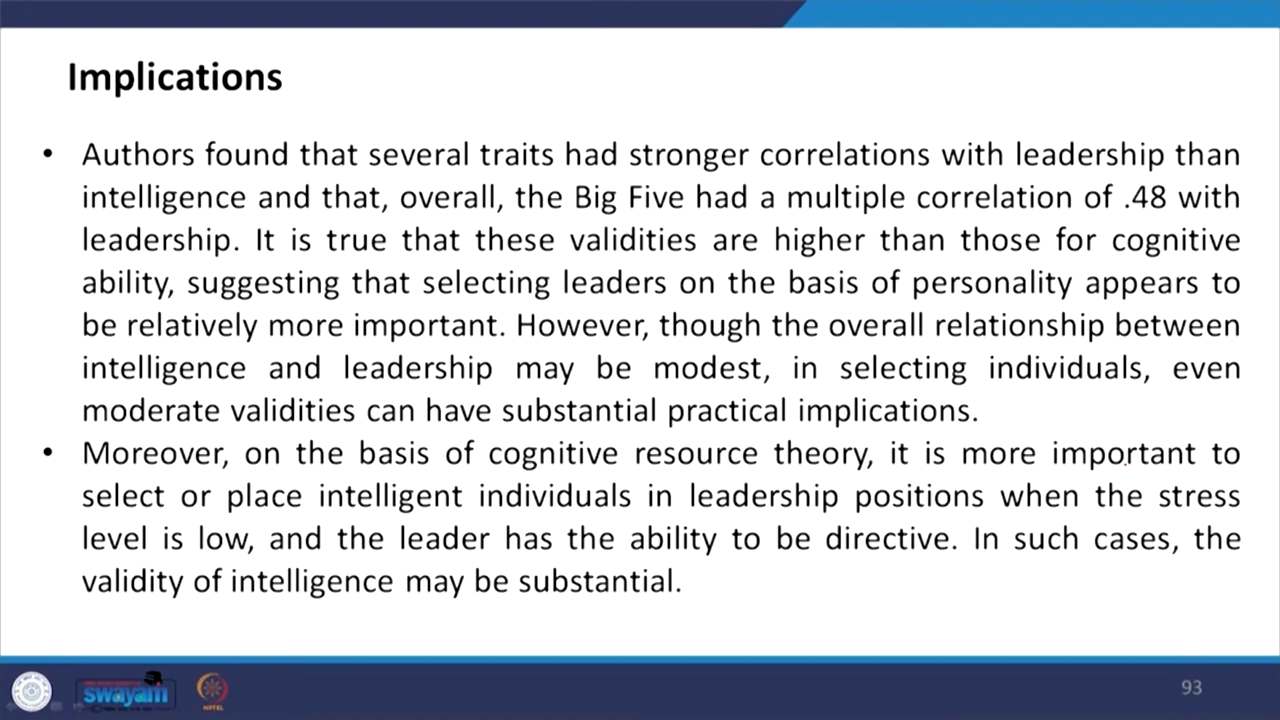 Implications
• Authors found that several traits had stronger correlations with leadership than
intelligence and that, overall, the Big Five had a multiple correlation of .48 with
leadership. It is true that these validities are higher than those for cognitive
ability, suggesting that selecting leaders on the basis of personality appears to
be relatively more important. However, though the overall relationship between
intelligence and leadership may be modest, in selecting individuals, even
moderate validities can have substantial practical implications.
• Moreover, on the basis of cognitive resource theory, it is more important to
select or place intelligent individuals in leadership positions when the stress
level is low, and the leader has the ability to be directive. In such cases, the
validity of intelligence may be substantial.
swayam
NPTEL
93